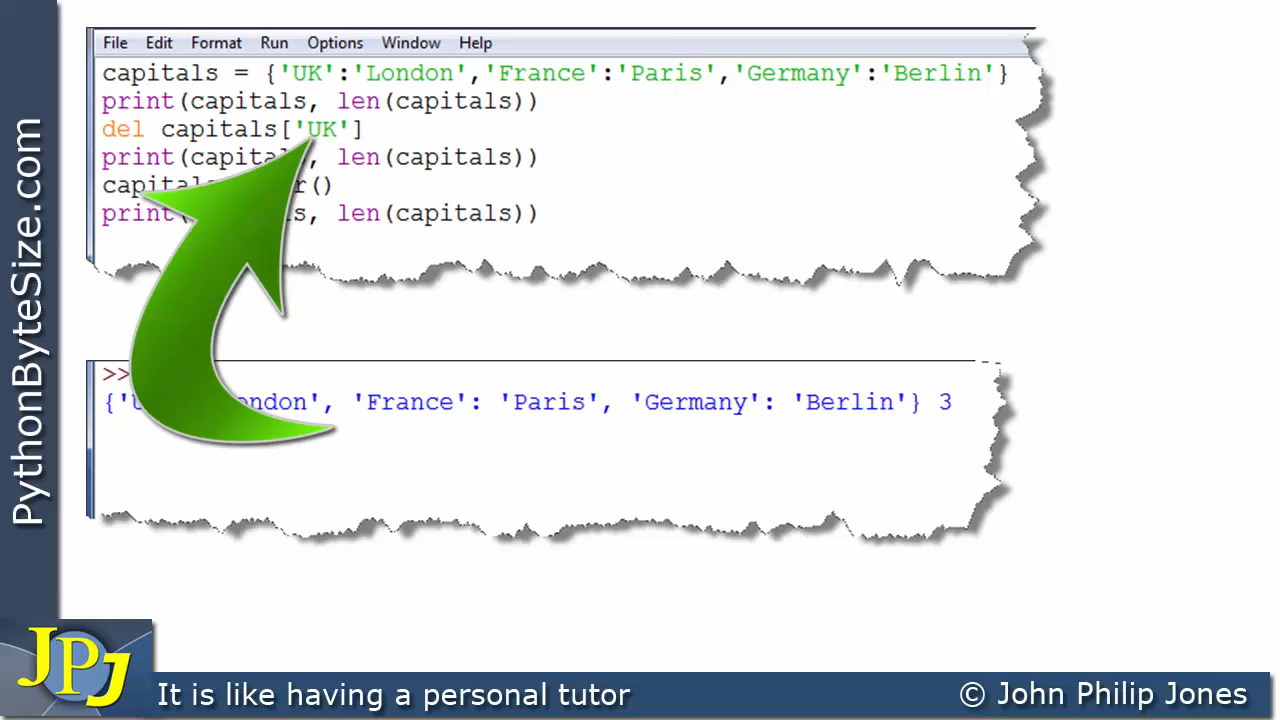 PythonByteSize.com
File Edit Format Run Options Window Help
capitals = {'UK':'London','France':'Paris','Germany':'Berlin'}
print(capitals, len(capitals))
del capitals['UK']
print(capitals, len(capitals))
r()
print( s, len(capitals))
>>
{'U ondon', 'France': 'Paris', 'Germany': 'Berlin'} 3
JPJ
It is like having a personal tutor
© John Philip Jones